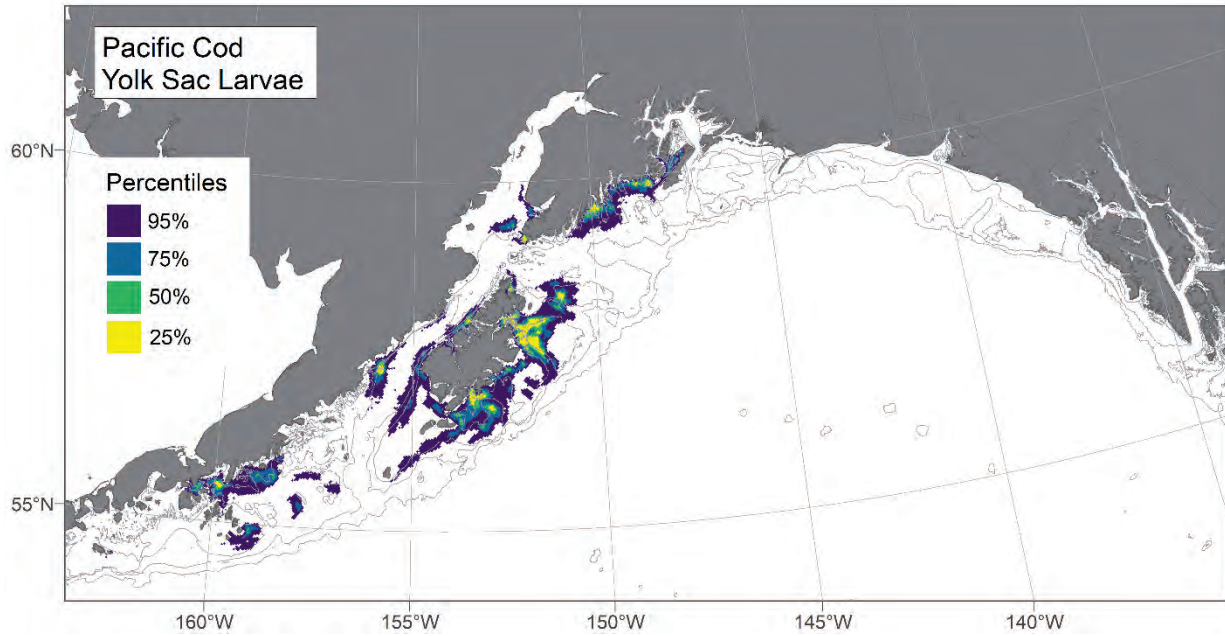 Pacific Cod
Yolk Sac Larvae
60°N
Percentiles
95%
75%
50%
25%
55°N
160°W
155°W
150°W
145°W
140°W